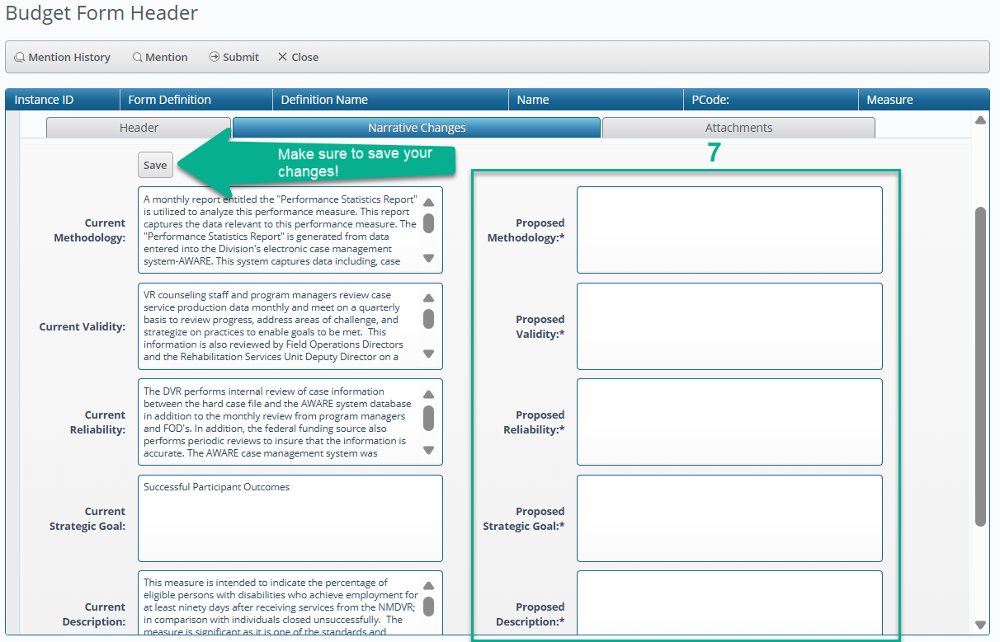 Budget Form Header
Mention History Mention Submit Close
Instance ID Form Definition Definition Name Name PCode: Measure
Header Narrative Changes Attachments
7
Save
Make sure to save your
changes!
Current
Methodology:
A monthly report entitled the "Performance Statistics Report"
is utilized to analyze this performance measure. This report
captures the data relevant to this performance measure. The
"Performance Statistics Report" is generated from data
entered into the Division's electronic case management
system-AWARE. This system captures data including, case
Proposed
Methodology:*
Current Validity:
VR counseling staff and program managers review case
service production data monthly and meet on a quarterly
basis to review progress, address areas of challenge, and
strategize on practices to enable goals to be met.  This
information is also reviewed by Field Operations Directors
and the Rehabilitation Services Unit Deputy Director on a
Proposed
Validity:*
Current
Reliability:
The DVR performs internal review of case information
between the hard case file and the AWARE system database
in addition to the monthly review from program managers
and FOD's. In addition, the federal funding source also
performs periodic reviews to insure that the information is
accurate. The AWARE case management system was
Proposed
Reliability:*
Current
Strategic Goal:
Successful Participant Outcomes
Proposed
Strategic Goal:*
Current
Description:
This measure is intended to indicate the percentage of
eligible persons with disabilities who achieve employment for
at least ninety days after receiving services from the NMDVR;
in comparison with individuals closed unsuccessfully.  The
measure is significant as it is one of the standards and
Proposed
Description:*